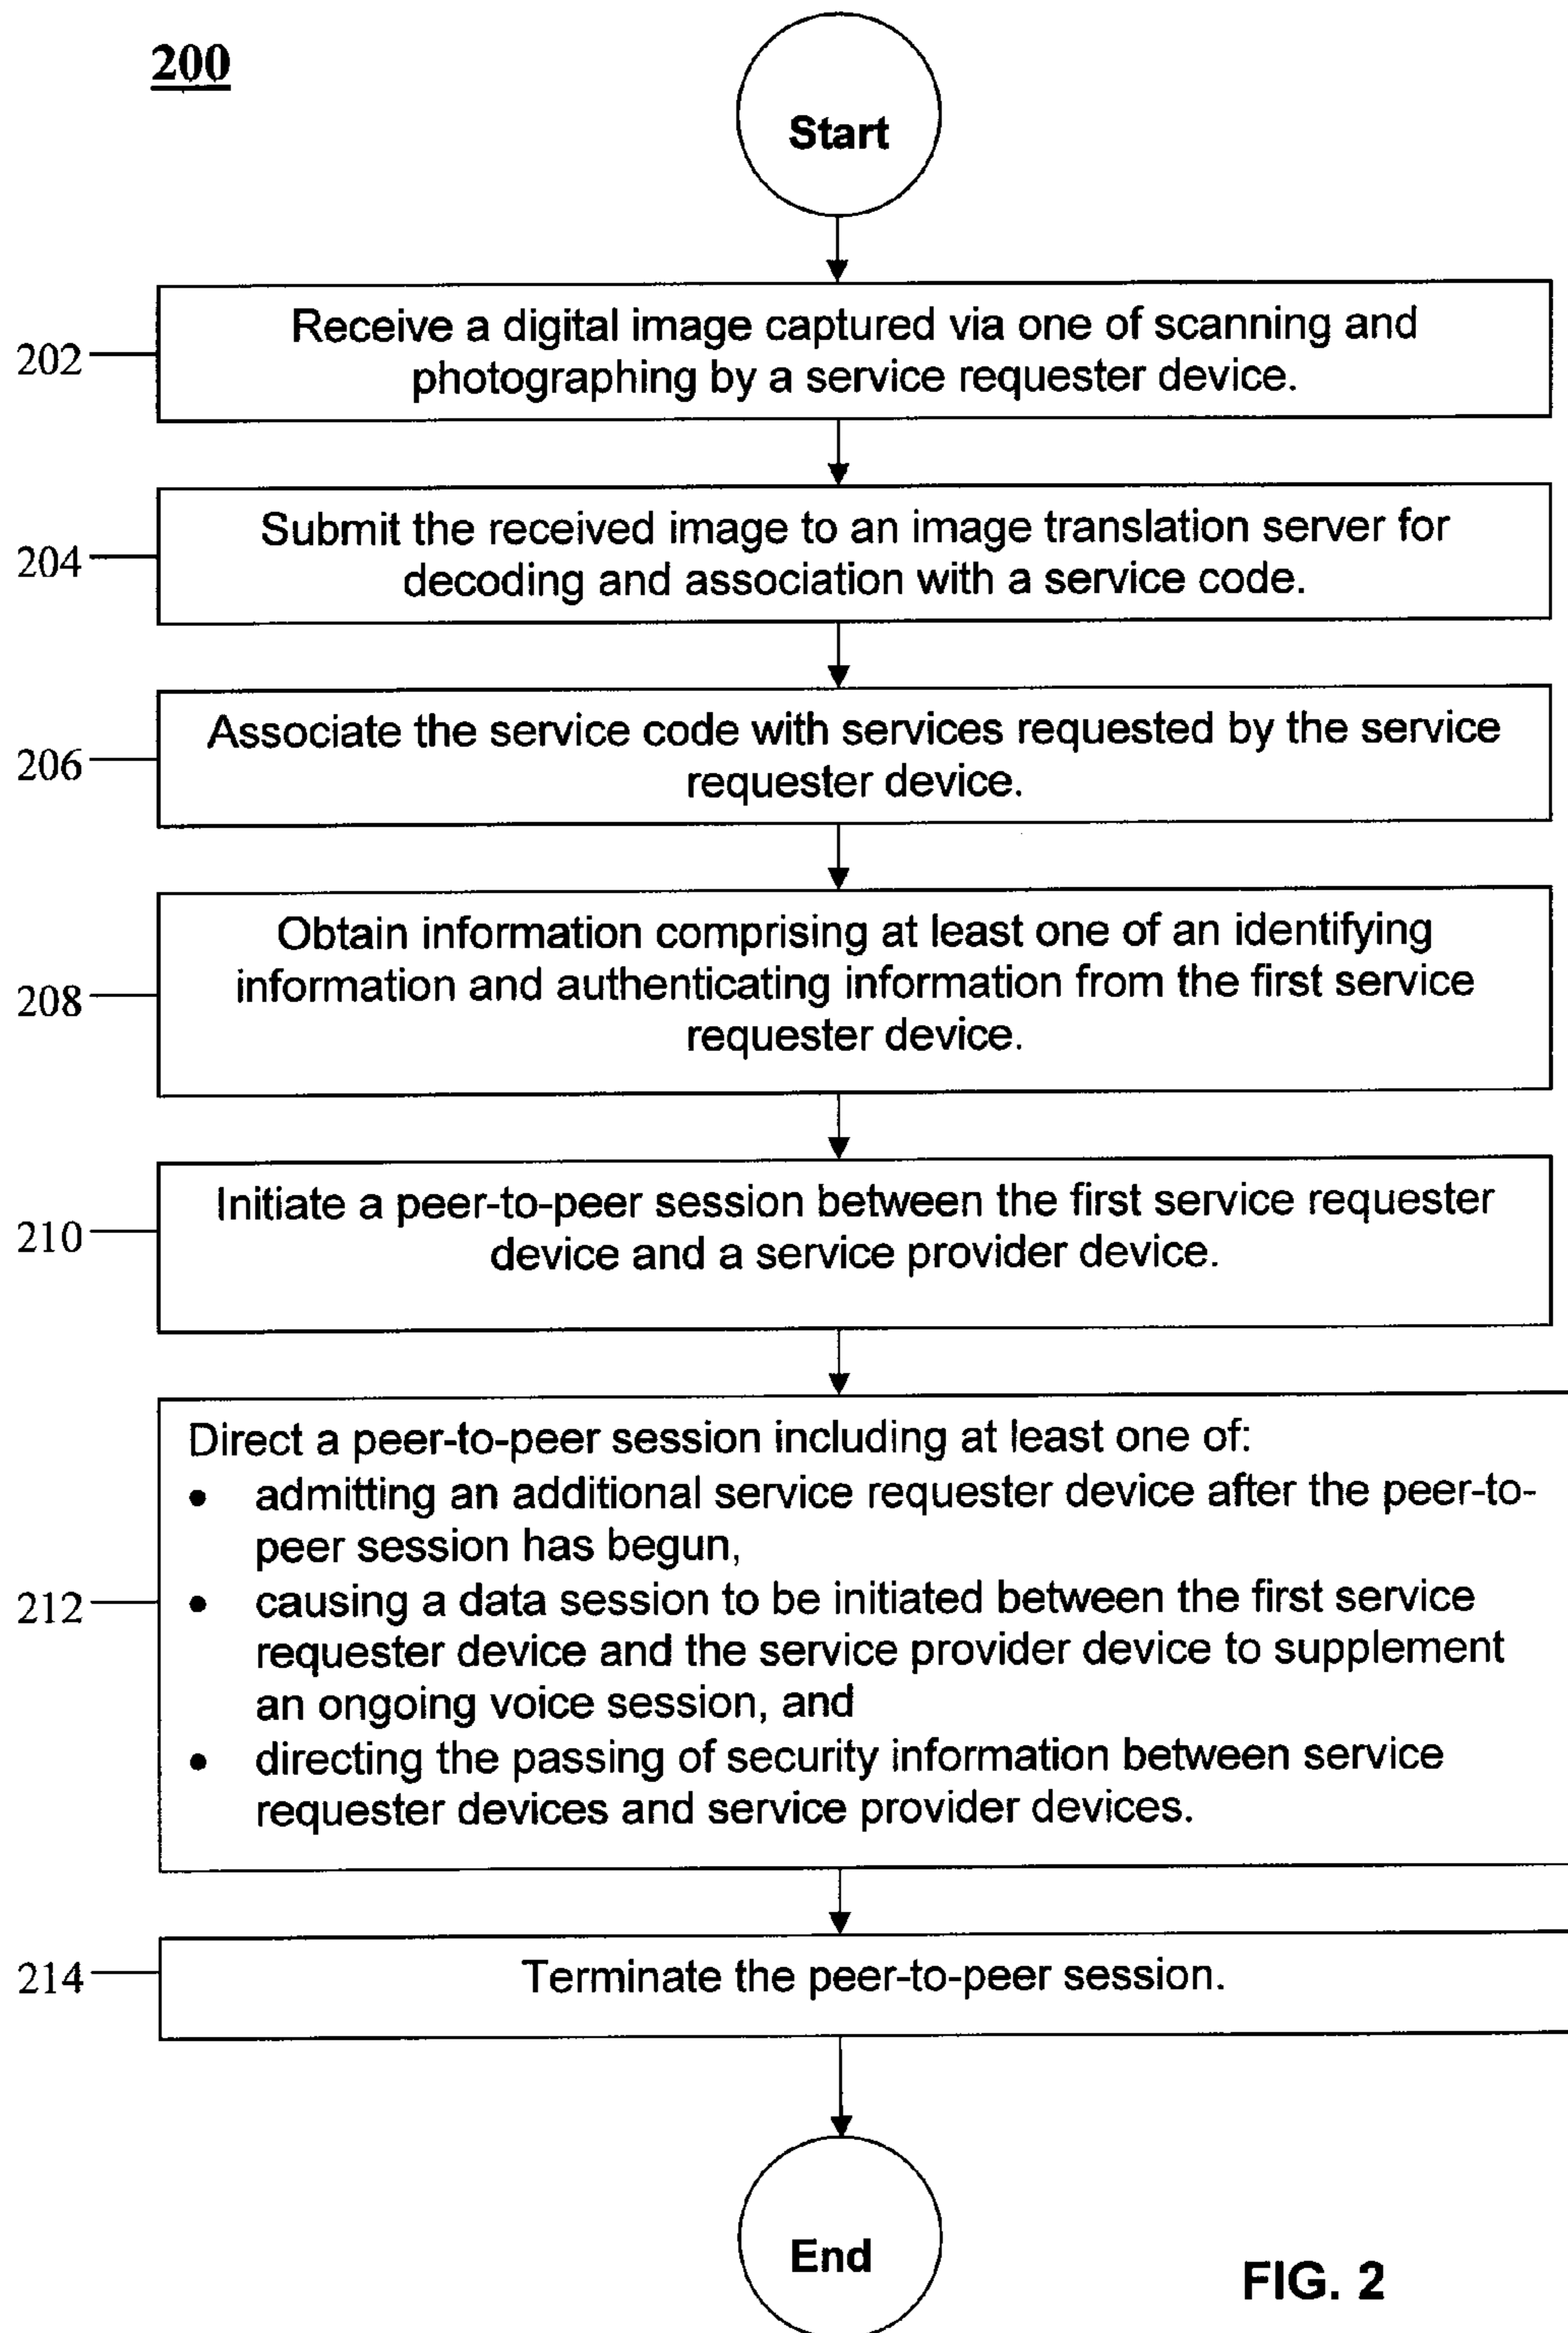 200
Start
202
Receive a digital image captured via one of scanning and
photographing by a service requester device.
204
Submit the received image to an image translation server for
decoding and association with a service code.
206
Associate the service code with services requested by the service
requester device.
208
Obtain information comprising at least one of an identifying
information and authenticating information from the first service
requester device.
210
Initiate a peer-to-peer session between the first service requester
device and a service provider device.
212
Direct a peer-to-peer session including at least one of:
• admitting an additional service requester device after the peer-to-
peer session has begun,
• causing a data session to be initiated between the first service
requester device and the service provider device to supplement
an ongoing voice session, and
• directing the passing of security information between service
requester devices and service provider devices.
214
Terminate the peer-to-peer session.
End
FIG. 2